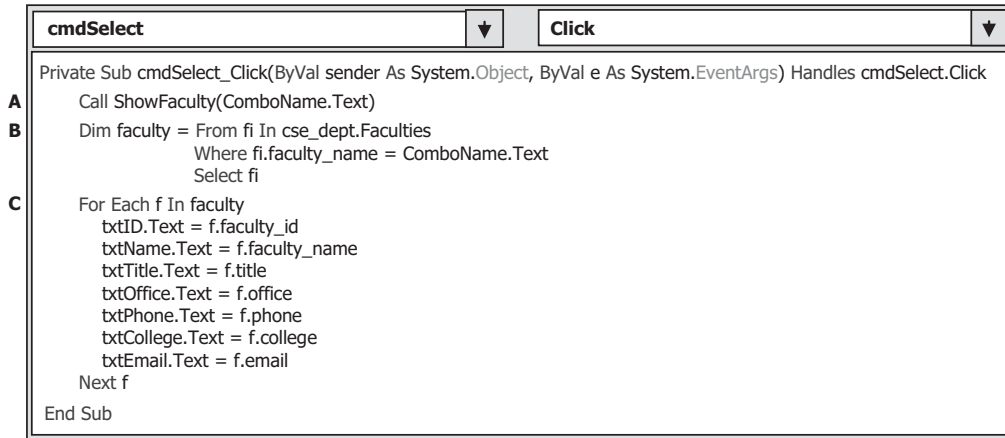 cmdSelect Click
Private Sub cmdSelect_Click(ByVal sender As System.Object, ByVal e As System.EventArgs) Handles cmdSelect.Click
A Call ShowFaculty(ComboName.Text)
B Dim faculty = From fi In cse_dept.Faculties
Where fi.faculty_name = ComboName.Text
Select fi
C For Each f In faculty
txtID.Text = f.faculty_id
txtName.Text = f.faculty_name
txtTitle.Text = f.title
txtOffice.Text = f.office
txtPhone.Text = f.phone
txtCollege.Text = f.college
txtEmail.Text = f.email
Next f
End Sub